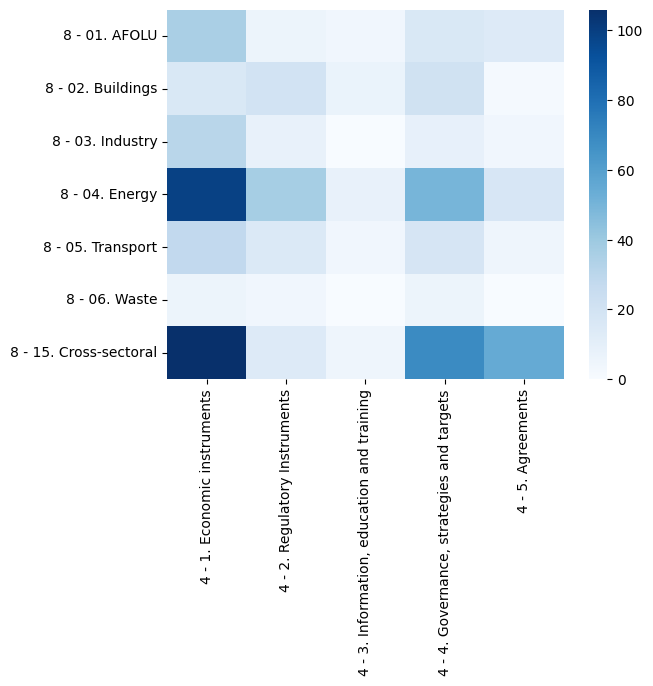 8 - 01. AFOLU
8 - 02. Buildings
8 - 03. Industry
8 - 04. Energy
8 - 05. Transport
8 - 06. Waste
8 - 15. Cross-sectoral
4 - 1. Economic instruments
4 - 2. Regulatory Instruments
4 - 3. Information, education and training
4 - 4. Governance, strategies and targets
4 - 5. Agreements
100
80
60
40
20
0